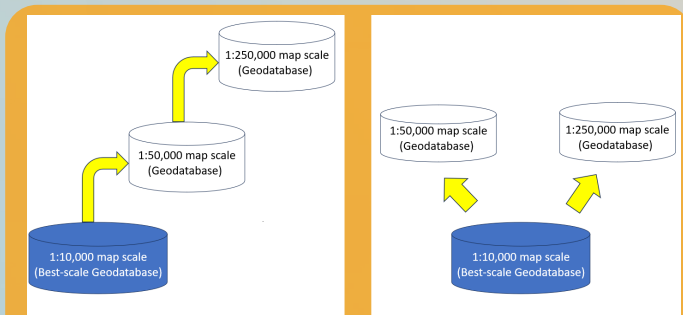 1:250,000 map scale
(Geodatabase)
1:50,000 map scale
(Geodatabase)
1:10,000 map scale
(Best-scale Geodatabase)
1:50,000 map scale
(Geodatabase)
1:250,000 map scale
(Geodatabase)
1:10,000 map scale
(Best-scale Geodatabase)